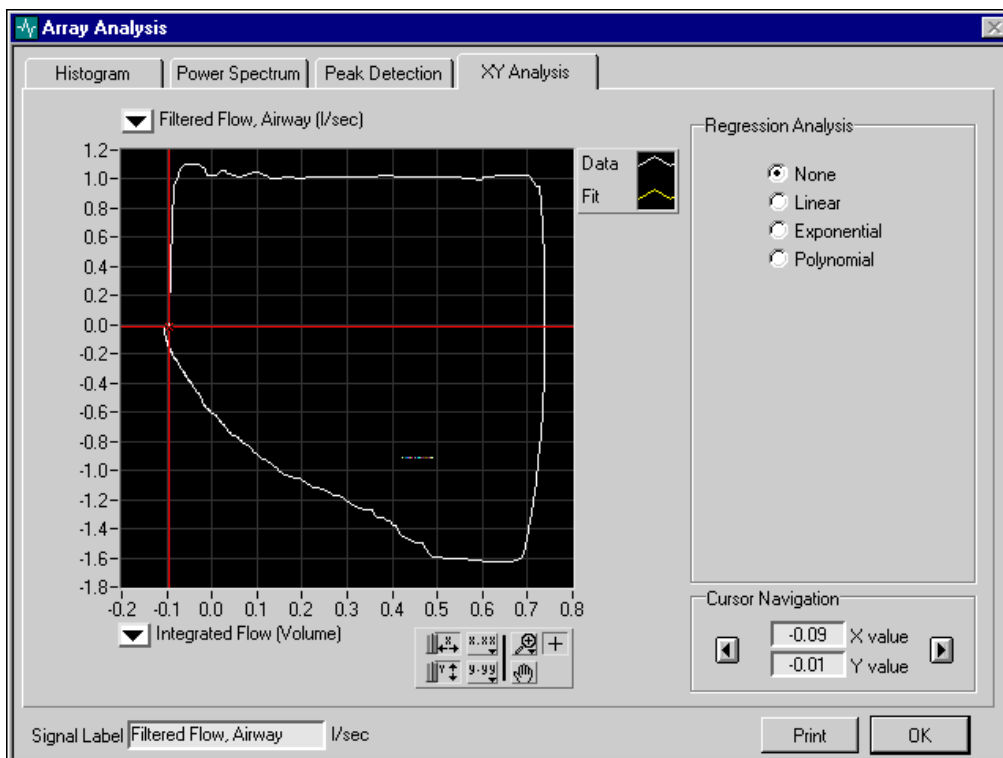 Array Analysis
Histogram
Power Spectrum
Peak Detection
XY Analysis
Filtered Flow, Airway (l/sec)
1.2
1.0
0.8
0.6
0.4
0.2
0.0
-0.2
-0.4
-0.6
-0.8
-1.0
-1.2
-1.4
-1.6
-1.8
-0.2 -0.1 0.0 0.1 0.2 0.3 0.4 0.5 0.6 0.7 0.8
Integrated Flow (Volume)
Data
Fit
X
x.xx
Y
y.yy
Regression Analysis
None
Linear
Exponential
Polynomial
Cursor Navigation
-0.09 X value
-0.01 Y value
Signal Label Filtered Flow, Airway l/sec
Print
OK